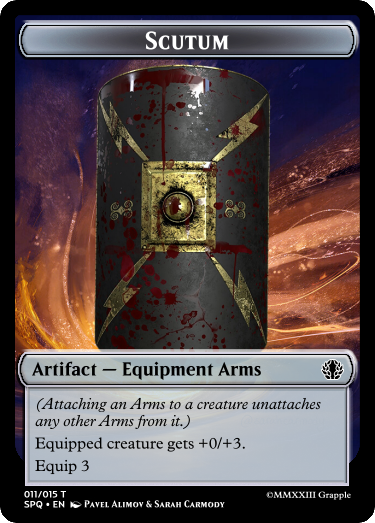 Scutum
Artifact — Equipment Arms
(Attaching an Arms to a creature unattaches
any other Arms from it.)
Equipped creature gets +0/+3.
Equip 3
011/015 T
SPQ • EN Pavel Alimov & Sarah Carmody
©MMXXIII Grapple